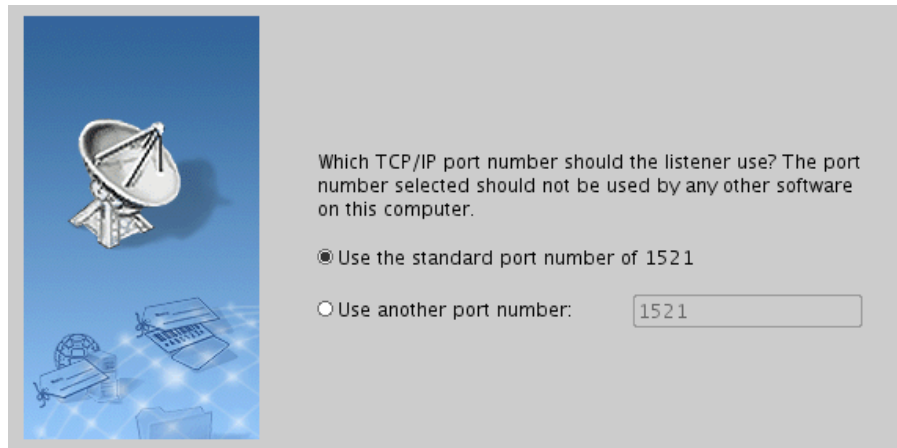 Which TCP/IP port number should the listener use? The port
number selected should not be used by any other software
on this computer.
Use the standard port number of 1521
Use another port number:
1521